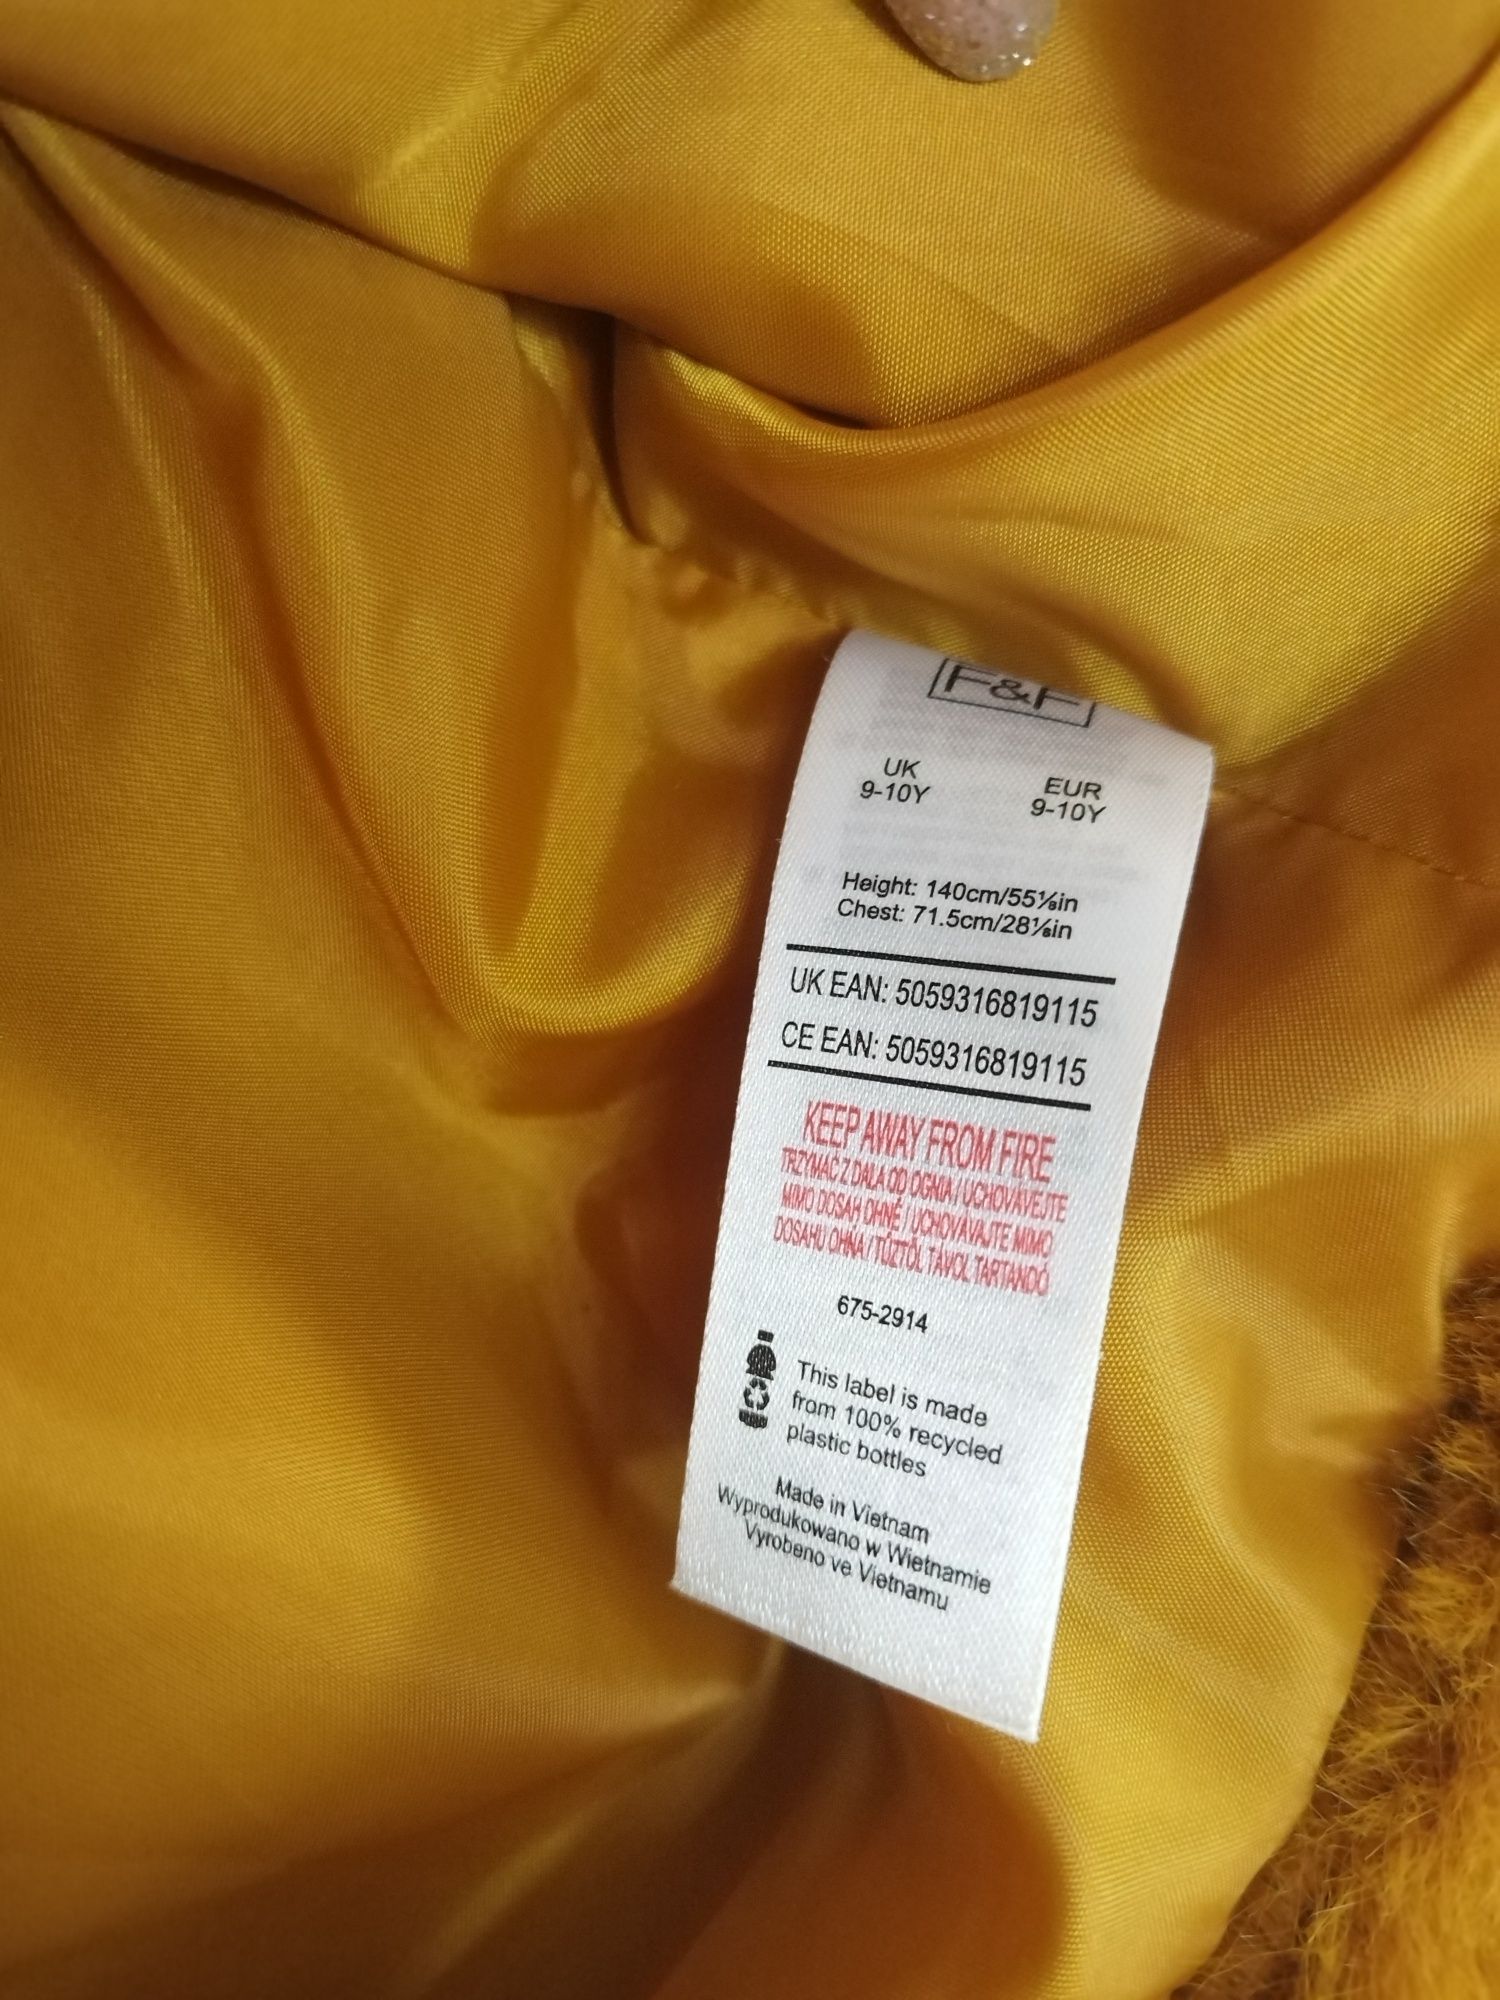 F&F
UK EUR
9-10Y 9-10Y
Height: 140cm/55⅛in
Chest: 71.5cm/28⅛in
UK EAN: 5059316819115
CE EAN: 5059316819115
KEEP AWAY FROM FIRE
TRZYMAĆ Z DALA OD OGNIA / UCHOVÁVEJTE
MIMO DOSAH OHNĚ / UCHOVÁVAJTE MIMO
DOSAHU OHŇA / TŰZTŐL TÁVOL TARTANDÓ
675-2914
This label is made
from 100% recycled
plastic bottles
Made in Vietnam
Wyprodukowano w Wietnamie
Vyrobeno ve Vietnamu